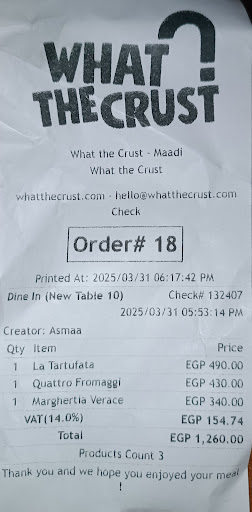 WHAT ?
THE CRUST
What the Crust - Maadi
What the Crust
whatthecrust.com - hello@whatthecrust.com
Check
Order# 18
Printed At: 2025/03/31 06:17:42 PM
Dine In (New Table 10) Check# 132407
2025/03/31 05:53:14 PM
Creator: Asmaa
Qty Item Price
1 La Tartufata EGP 490.00
1 Quattro Fromaggi EGP 430.00
1 Marghertia Verace EGP 340.00
VAT(14.0%) EGP 154.74
Total EGP 1,260.00
Products Count 3
Thank you and we hope you enjoyed your meal
!